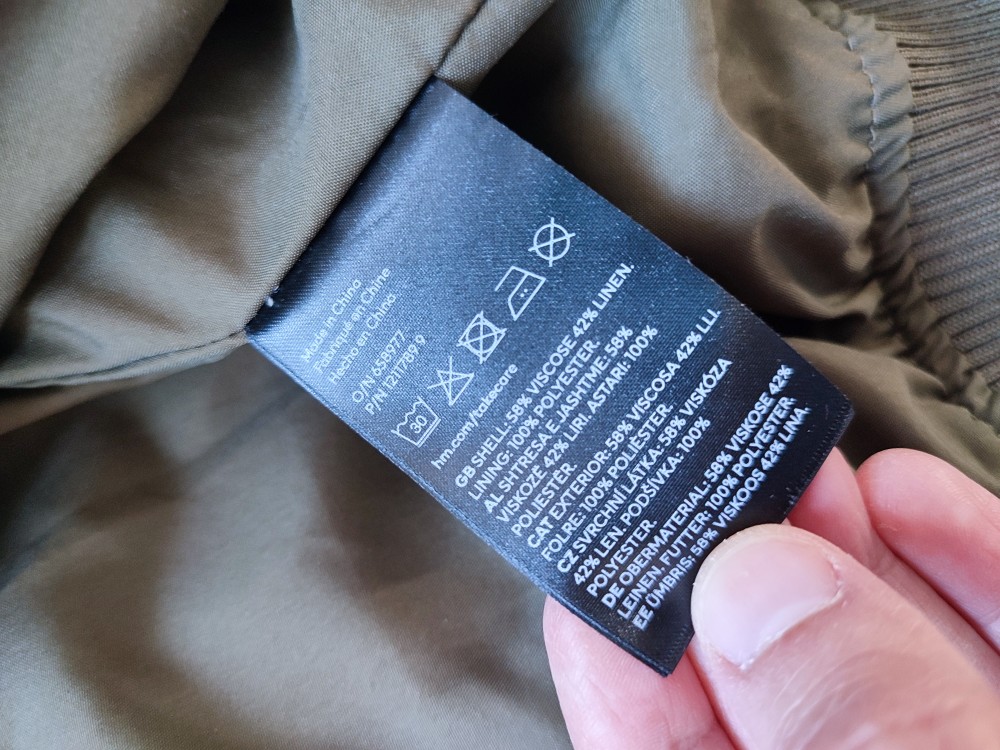 Made in China
Fabriqué en Chine
Hecho en China
O/N 658977
P/N 1211789 9
30
hm.com/takecare
GB SHELL: 58% VISCOSE 42% LINEN.
LINING: 100% POLYESTER.
AL SHTRESA E JASHTME: 58%
VISKOZË 42% LIRI. ASTARI: 100%
POLIESTËR.
CAT EXTERIOR: 58% VISCOSA 42% LLI.
FOLRE: 100% POLIÈSTER.
CZ SVRCHNÍ LÁTKA: 58% VISKÓZA
42% LEN. PODŠÍVKA: 100%
POLYESTER.
DE OBERMATERIAL: 58% VISKOSE 42%
LEINEN. FUTTER: 100% POLYESTER.
EE ÜMBRIS: 58% VISKOOS 42% LINA.